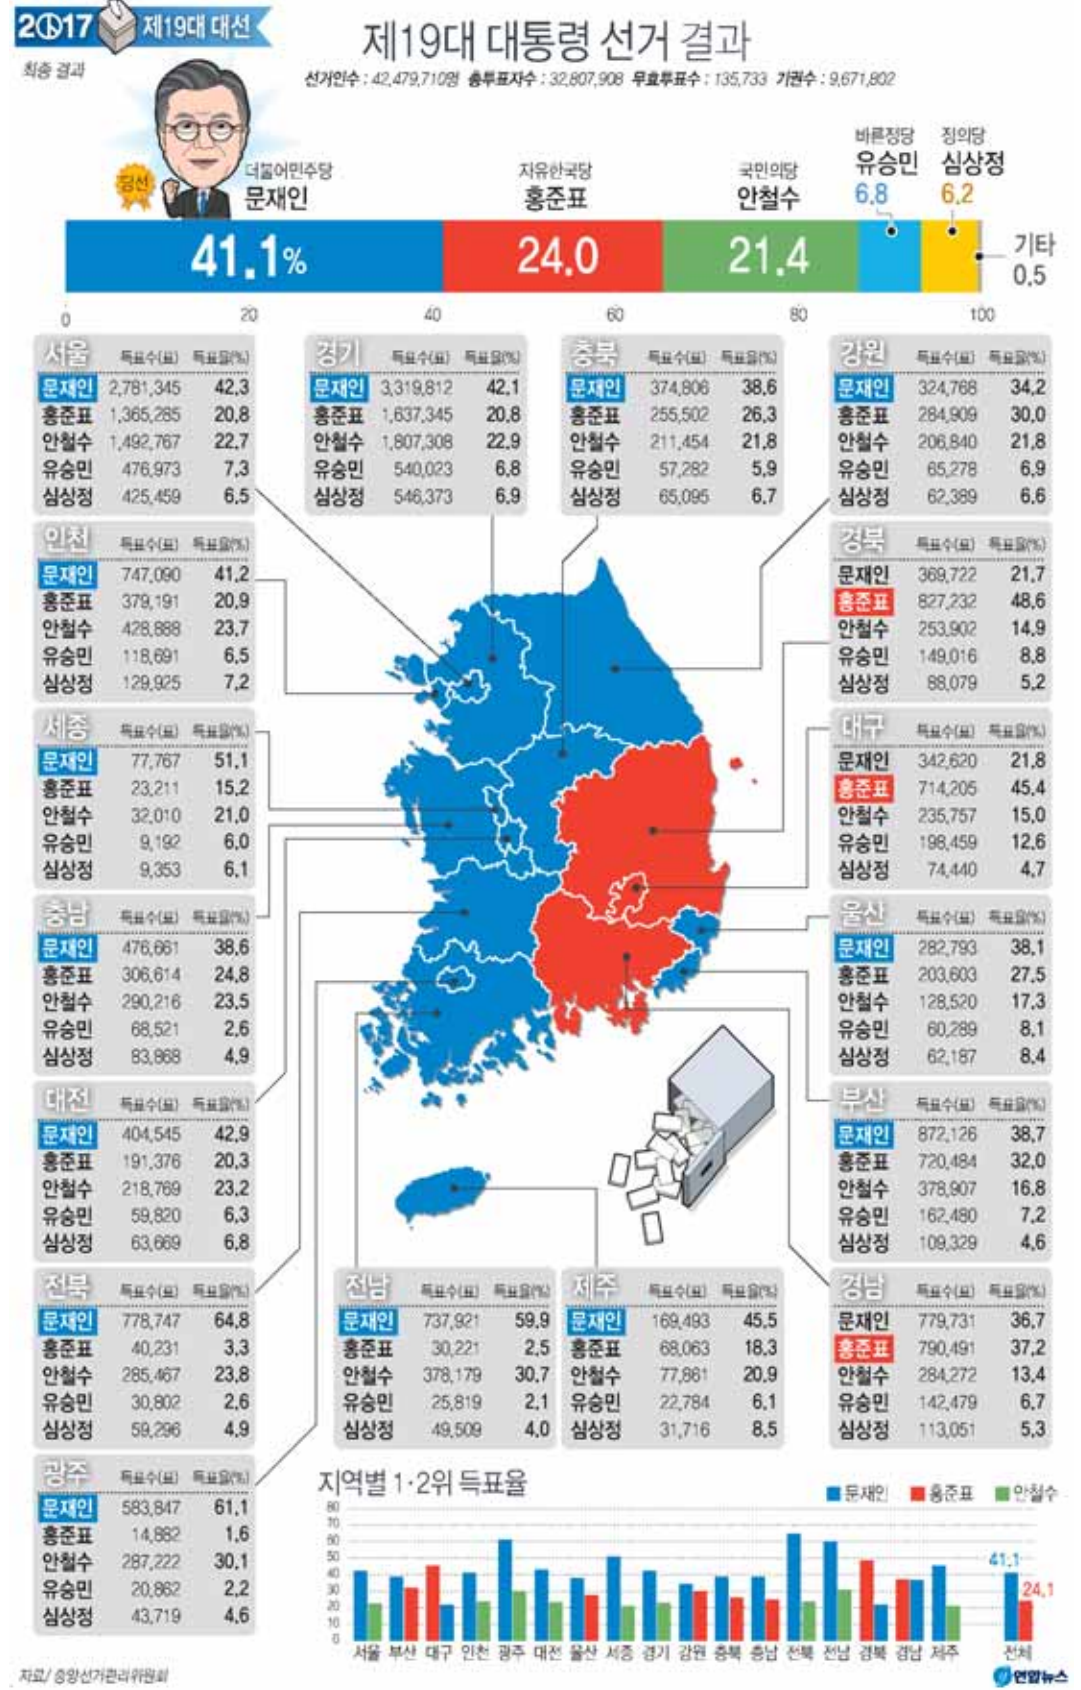 2017 제19대 대선
최종 결과
제19대 대통령 선거 결과
선거인수 : 42,479,710명 총투표자수 : 32,807,908 무효투표수 : 135,733 기권수 : 9,671,802
당선
더불어민주당
문재인
자유한국당
홍준표
국민의당
안철수
바른정당
유승민
6.8
정의당
심상정
6.2
41.1%
24.0
21.4
기타
0.5
0 20 40 60 80 100
서울 득표수(표) 득표율(%)
문재인 2,781,345 42.3
홍준표 1,365,285 20.8
안철수 1,492,767 22.7
유승민 476,973 7.3
심상정 425,459 6.5
경기 득표수(표) 득표율(%)
문재인 3,319,812 42.1
홍준표 1,637,345 20.8
안철수 1,807,308 22.9
유승민 540,023 6.8
심상정 546,373 6.9
충북 득표수(표) 득표율(%)
문재인 374,806 38.6
홍준표 255,502 26.3
안철수 211,454 21.8
유승민 57,282 5.9
심상정 65,095 6.7
강원 득표수(표) 득표율(%)
문재인 324,768 34.2
홍준표 284,909 30.0
안철수 206,840 21.8
유승민 65,278 6.9
심상정 62,389 6.6
인천 득표수(표) 득표율(%)
문재인 747,090 41.2
홍준표 379,191 20.9
안철수 428,888 23.7
유승민 118,691 6.5
심상정 129,925 7.2
경북 득표수(표) 득표율(%)
문재인 369,722 21.7
홍준표 827,232 48.6
안철수 253,902 14.9
유승민 149,016 8.8
심상정 88,079 5.2
세종 득표수(표) 득표율(%)
문재인 77,767 51.1
홍준표 23,211 15.2
안철수 32,010 21.0
유승민 9,192 6.0
심상정 9,353 6.1
대구 득표수(표) 득표율(%)
문재인 342,620 21.8
홍준표 714,205 45.4
안철수 235,757 15.0
유승민 198,459 12.6
심상정 74,440 4.7
충남 득표수(표) 득표율(%)
문재인 476,661 38.6
홍준표 306,614 24.8
안철수 290,216 23.5
유승민 68,521 2.6
심상정 83,868 4.9
울산 득표수(표) 득표율(%)
문재인 282,793 38.1
홍준표 203,603 27.5
안철수 128,520 17.3
유승민 60,289 8.1
심상정 62,187 8.4
대전 득표수(표) 득표율(%)
문재인 404,545 42.9
홍준표 191,376 20.3
안철수 218,769 23.2
유승민 59,820 6.3
심상정 63,669 6.8
부산 득표수(표) 득표율(%)
문재인 872,126 38.7
홍준표 720,484 32.0
안철수 378,907 16.8
유승민 162,480 7.2
심상정 109,329 4.6
전북 득표수(표) 득표율(%)
문재인 778,747 64.8
홍준표 40,231 3.3
안철수 285,467 23.8
유승민 30,802 2.6
심상정 59,296 4.9
전남 득표수(표) 득표율(%)
문재인 737,921 59.9
홍준표 30,221 2.5
안철수 378,179 30.7
유승민 25,819 2.1
심상정 49,509 4.0
제주 득표수(표) 득표율(%)
문재인 169,493 45.5
홍준표 68,063 18.3
안철수 77,861 20.9
유승민 22,784 6.1
심상정 31,716 8.5
경남 득표수(표) 득표율(%)
문재인 779,731 36.7
홍준표 790,491 37.2
안철수 284,272 13.4
유승민 142,479 6.7
심상정 113,051 5.3
광주 득표수(표) 득표율(%)
문재인 583,847 61.1
홍준표 14,882 1.6
안철수 287,222 30.1
유승민 20,862 2.2
심상정 43,719 4.6
지역별 1·2위 득표율
문재인 홍준표 안철수
80
70
60
50
40
30
20
10
0
41.1
24.1
서울 부산 대구 인천 광주 대전 울산 세종 경기 강원 충북 충남 전북 전남 경북 경남 제주 전체
자료/ 중앙선거관리위원회
연합뉴스